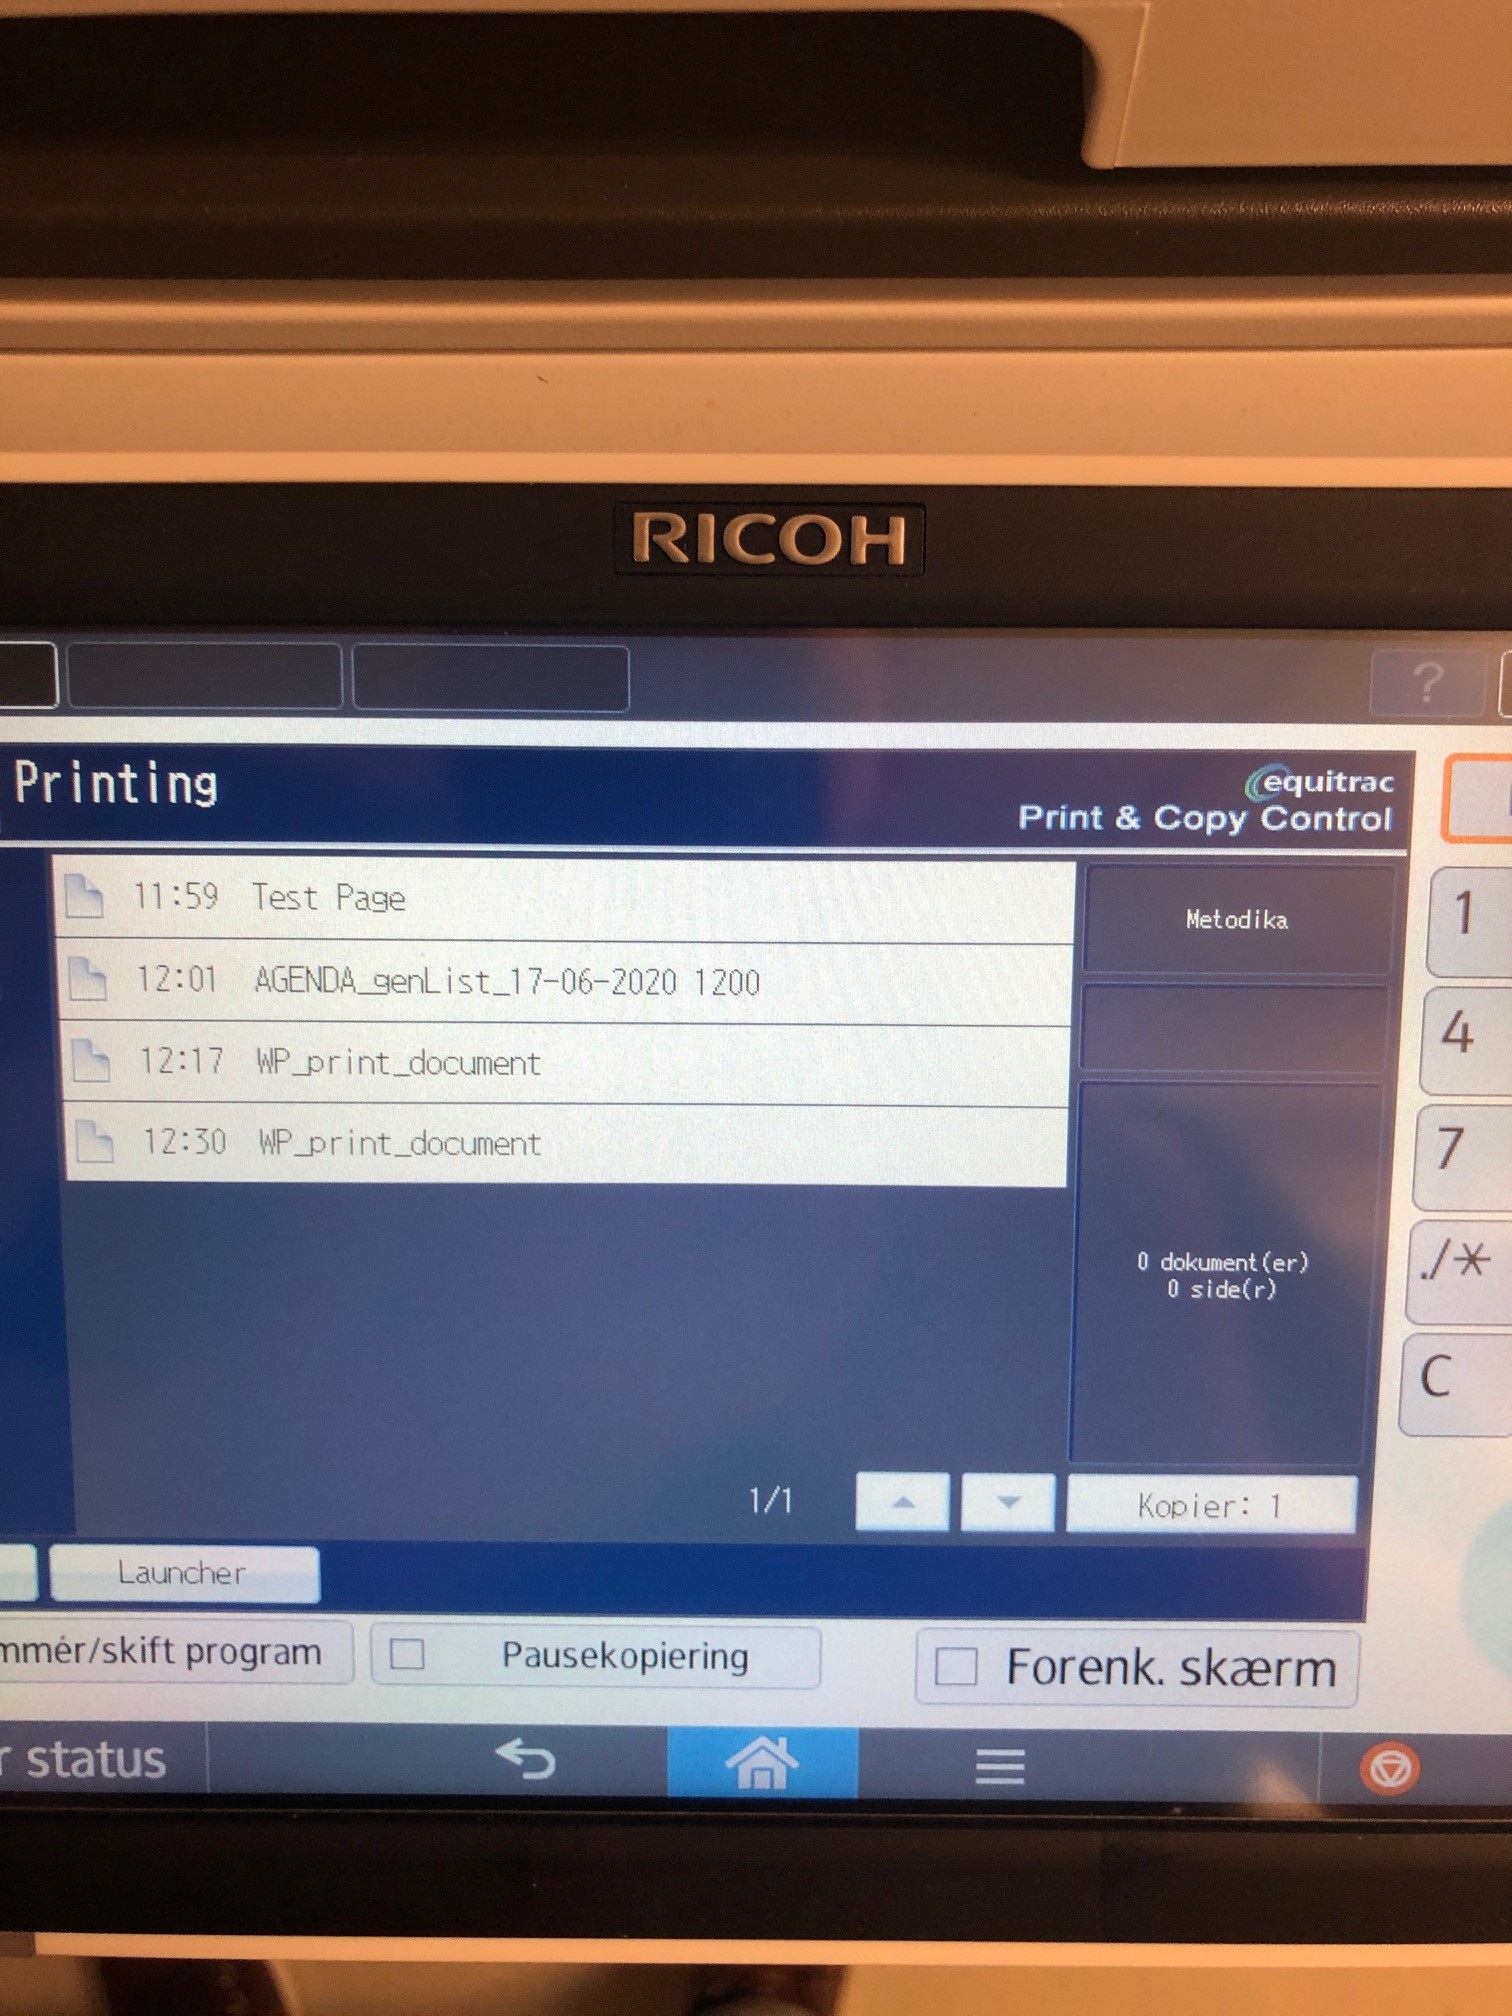 RICOH
?
Printing
equitrac
Print & Copy Control
11:59 Test Page
Metodika
12:01 AGENDA_genList_17-06-2020 1200
12:17 WP_print_document
12:30 WP_print_document
0 dokument(er)
0 side(r)
1
4
7
./*
C
1/1
Kopier: 1
Launcher
mmér/skift program
Pausekopiering
Forenk. skærm
r status